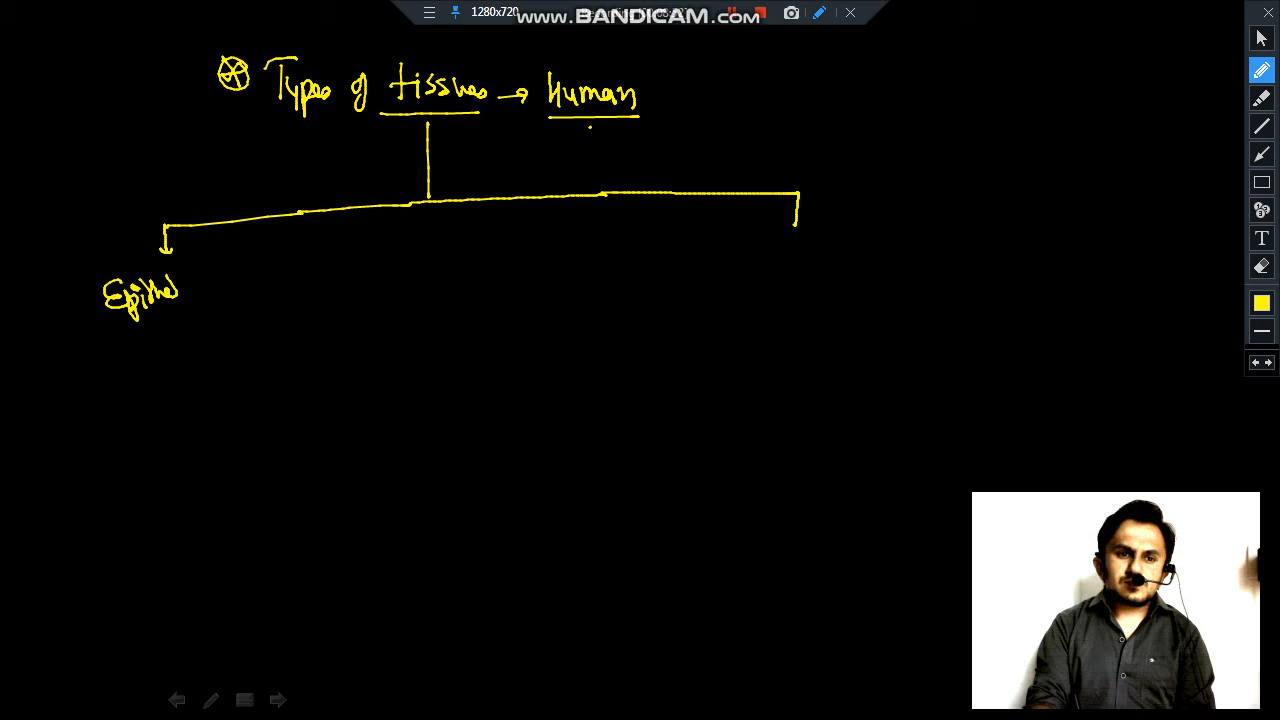 1280x720
www.BANDICAM.com
Types of tissues → Human
Epithel
T